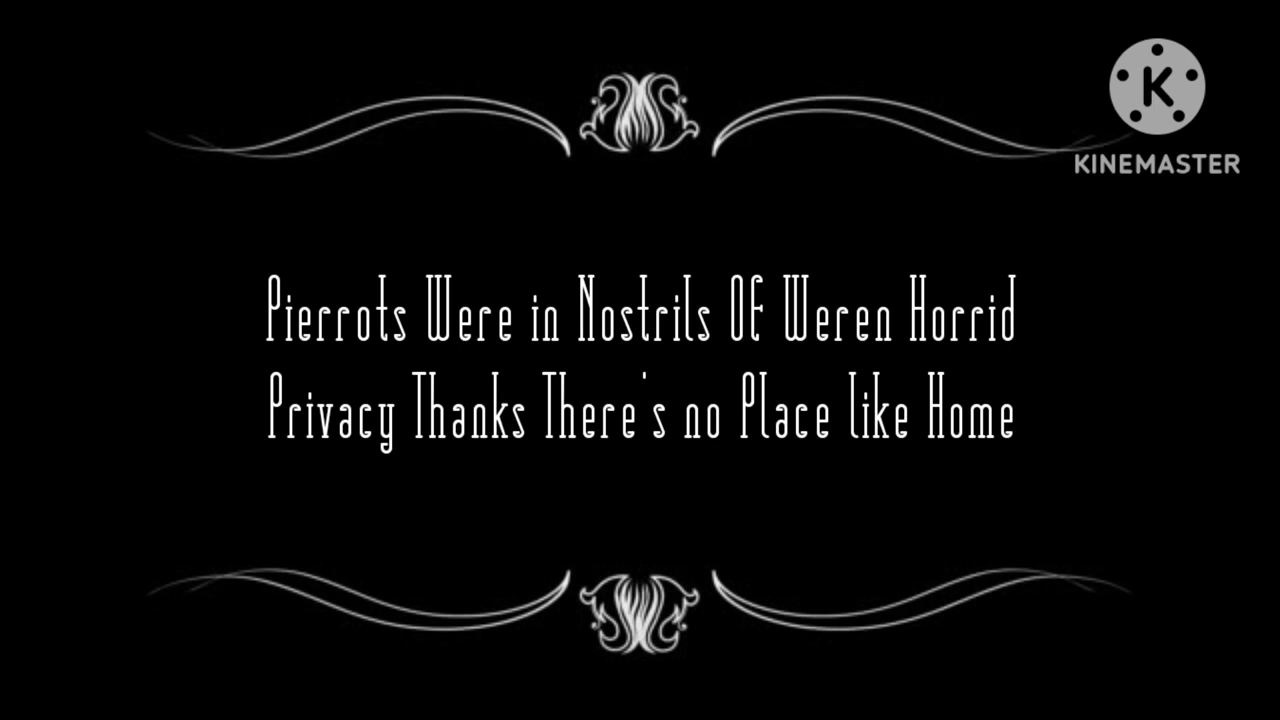 K
KINEMASTER
Pierrots Were in Nostrils OF Weren Horrid
Privacy Thanks There's no Place like Home